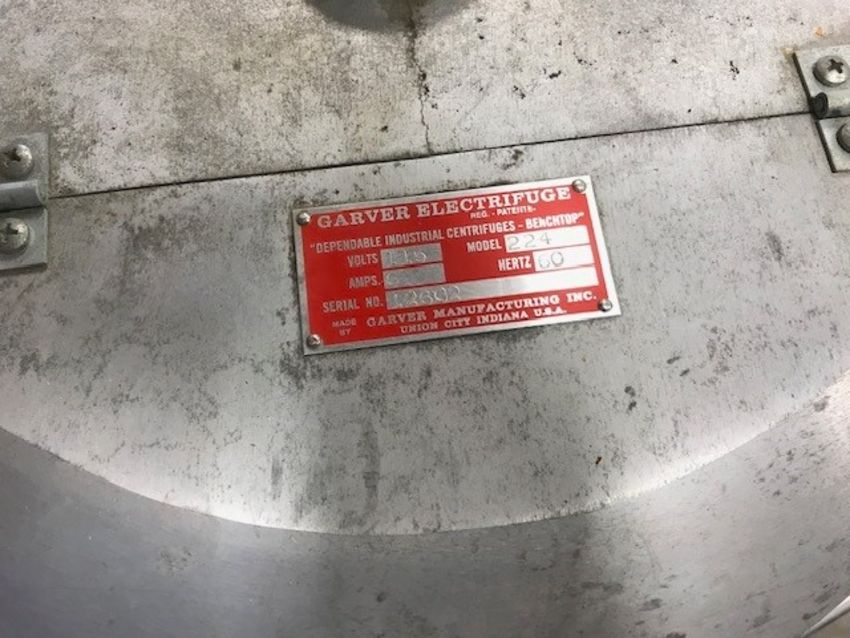 GARVER ELECTRIFUGE
REG. - PATENTS-
"DEPENDABLE INDUSTRIAL CENTRIFUGES - BENCHTOP"
VOLTS 115 MODEL 224
AMPS. HERTZ 60
SERIAL NO.
MADE BY GARVER MANUFACTURING INC.
UNION CITY INDIANA U.S.A.